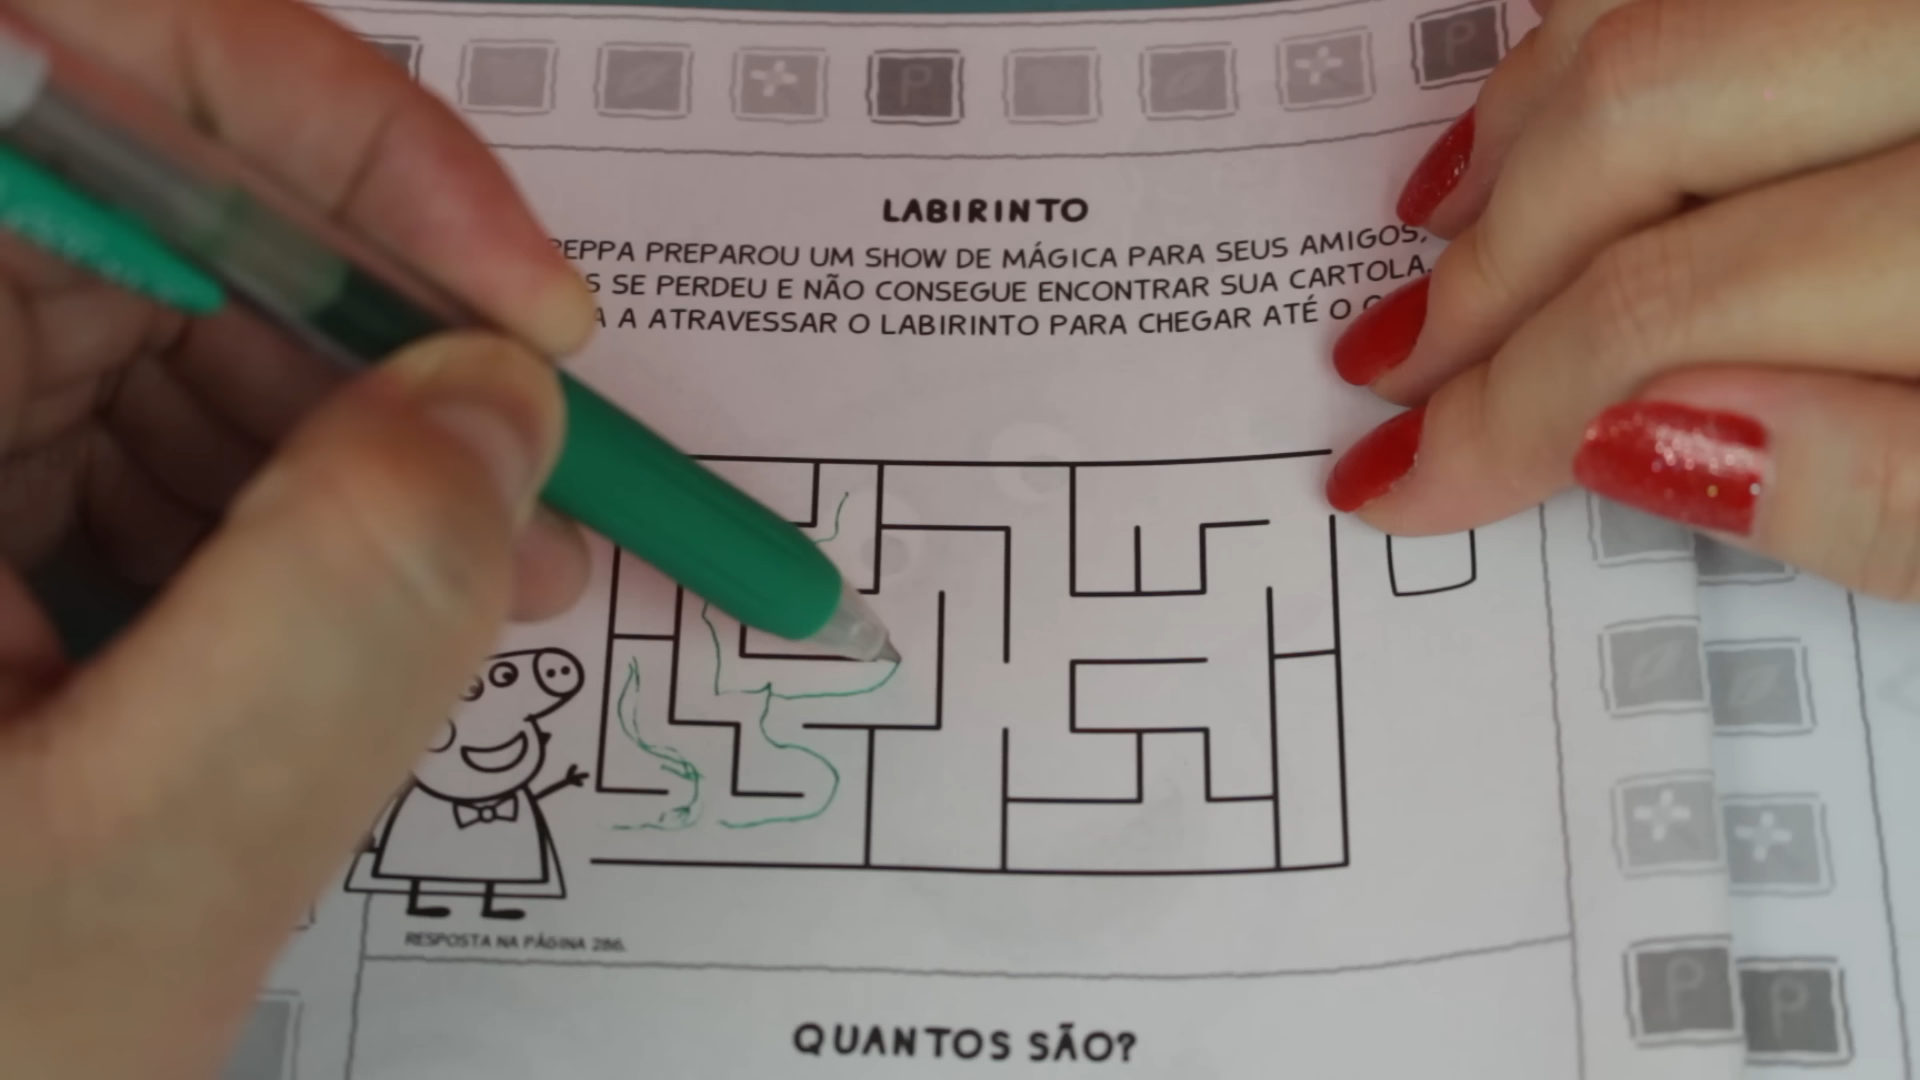 P P
LABIRINTO
PEPPA PREPAROU UM SHOW DE MÁGICA PARA SEUS AMIGOS,
SE PERDEU E NÃO CONSEGUE ENCONTRAR SUA CARTOLA.
A ATRAVESSAR O LABIRINTO PARA CHEGAR ATÉ O
RESPOSTA NA PÁGINA 286.
P P
QUANTOS SÃO?